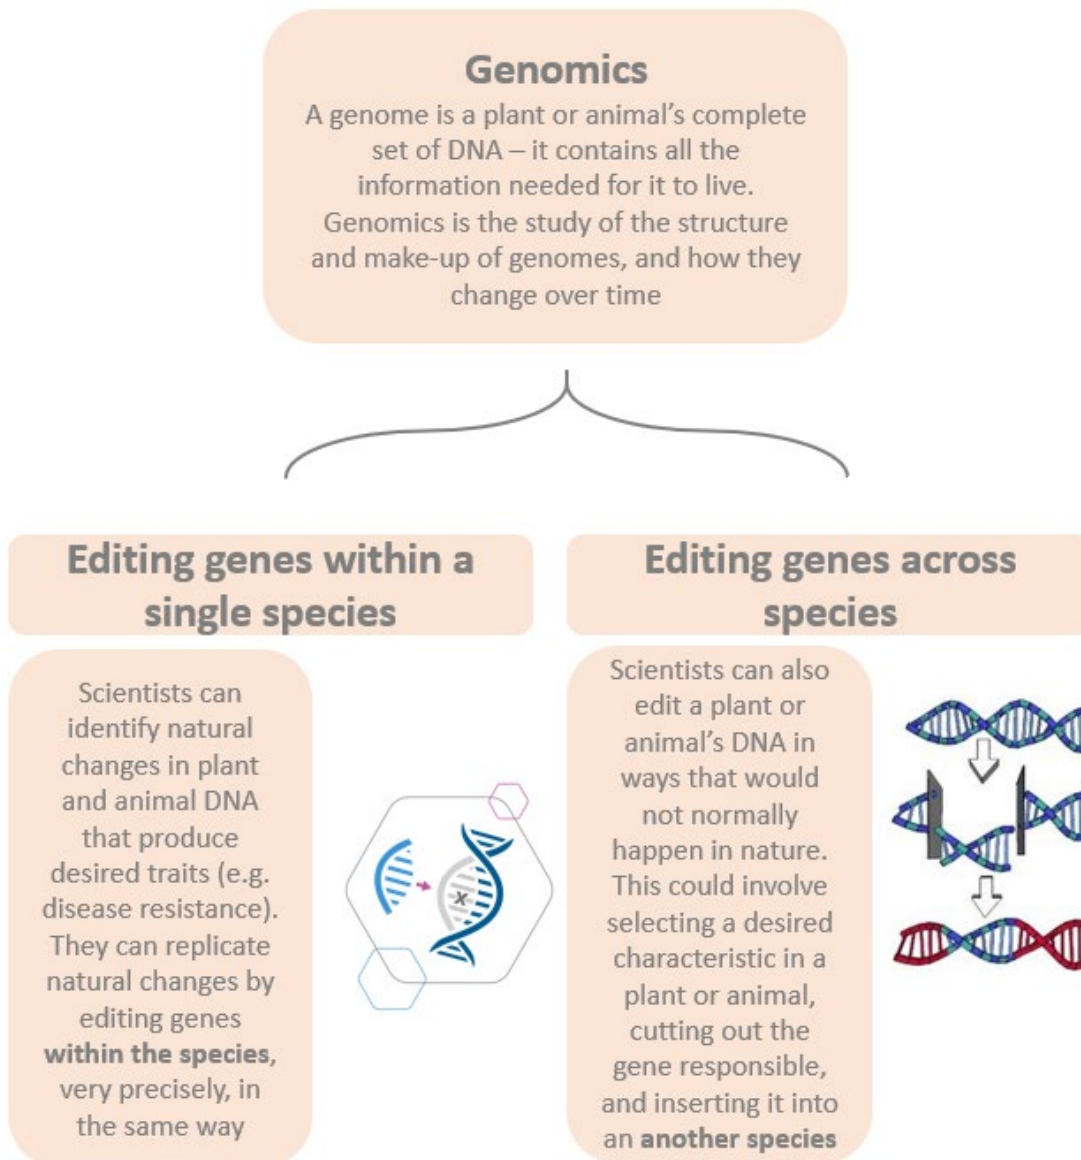 Genomics
A genome is a plant or animal's complete
set of DNA – it contains all the
information needed for it to live.
Genomics is the study of the structure
and make-up of genomes, and how they
change over time
Editing genes within a
single species
Scientists can
identify natural
changes in plant
and animal DNA
that produce
desired traits (e.g.
disease resistance).
They can replicate
natural changes by
editing genes
within the species,
very precisely, in
the same way
x
Editing genes across
species
Scientists can also
edit a plant or
animal's DNA in
ways that would
not normally
happen in nature.
This could involve
selecting a desired
characteristic in a
plant or animal,
cutting out the
gene responsible,
and inserting it into
an another species